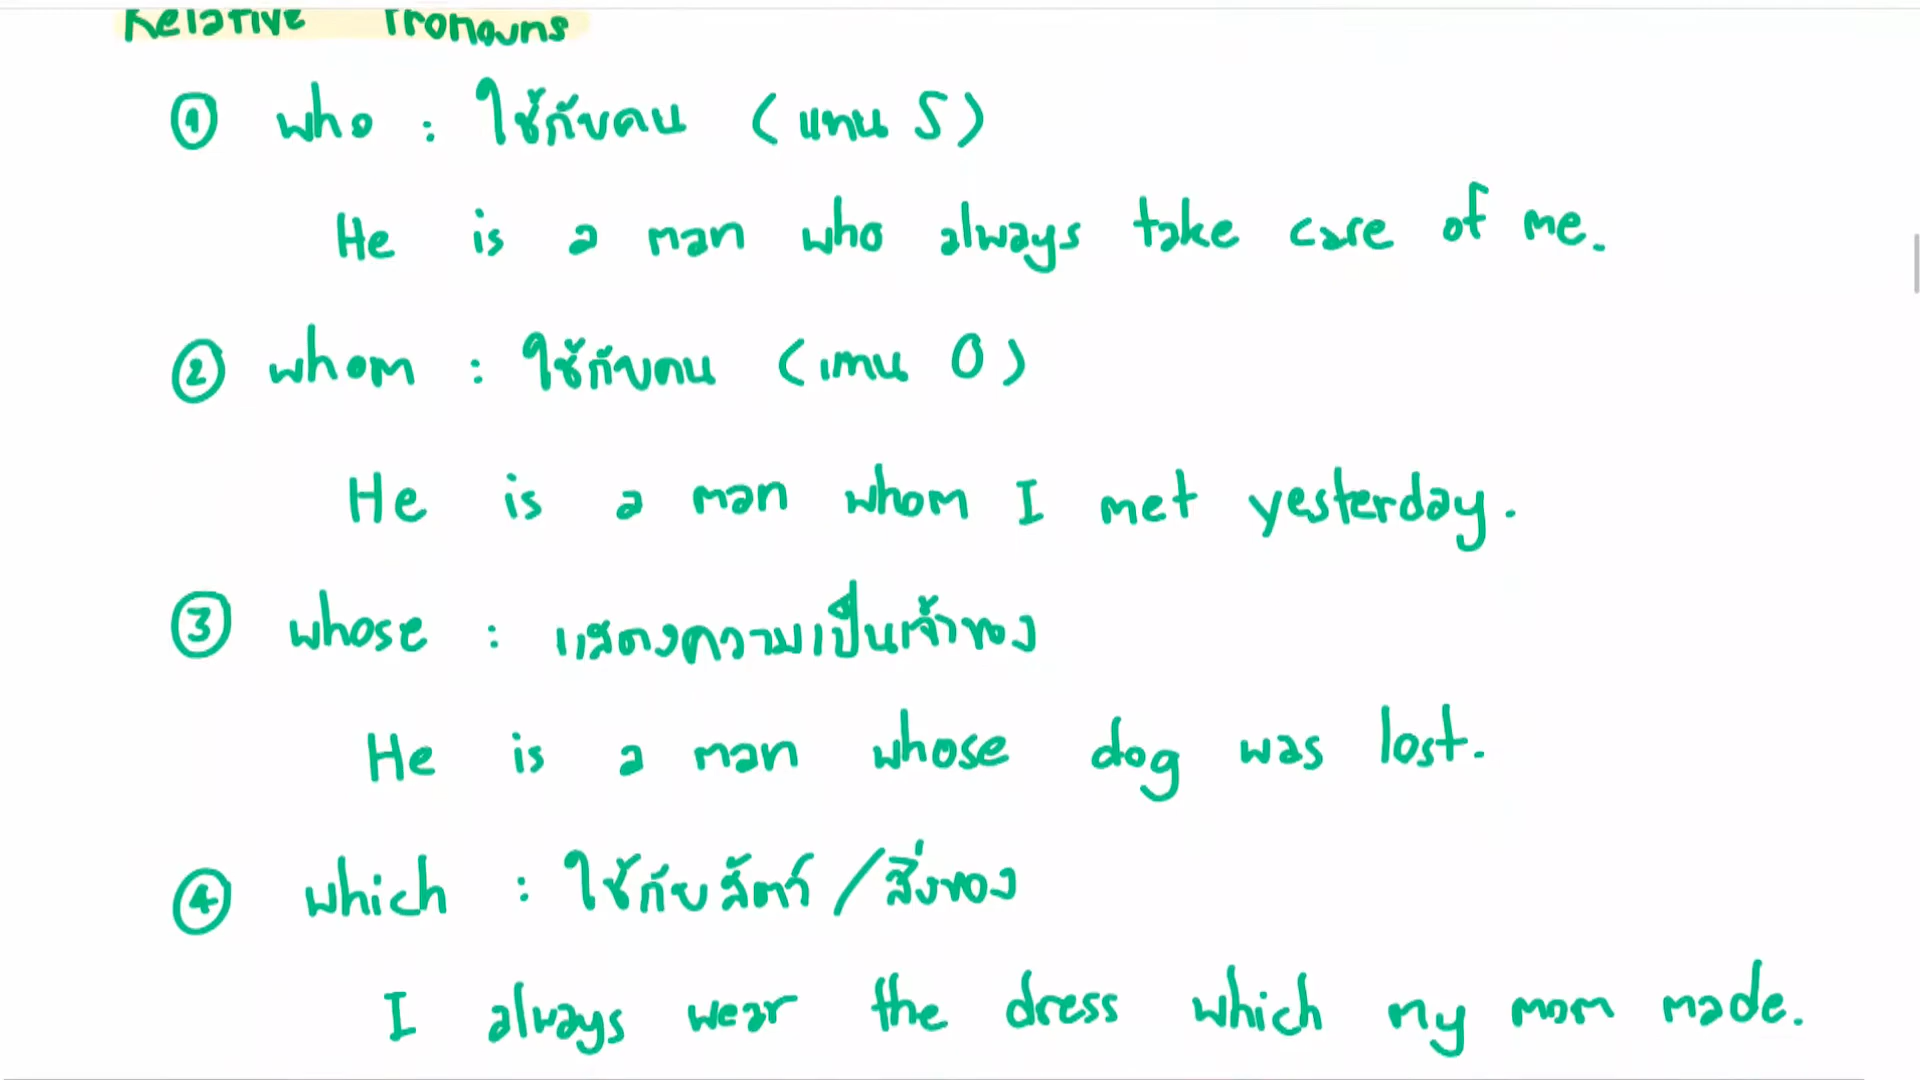 Relative Pronouns
① who : ใช้กับคน (แทน S)
He is a man who always take care of me.
② whom : ใช้กับคน (แทน O)
He is a man whom I met yesterday.
③ whose : แสดงความเป็นเจ้าของ
He is a man whose dog was lost.
④ which : ใช้กับสัตว์/สิ่งของ
I always wear the dress which my mom made.